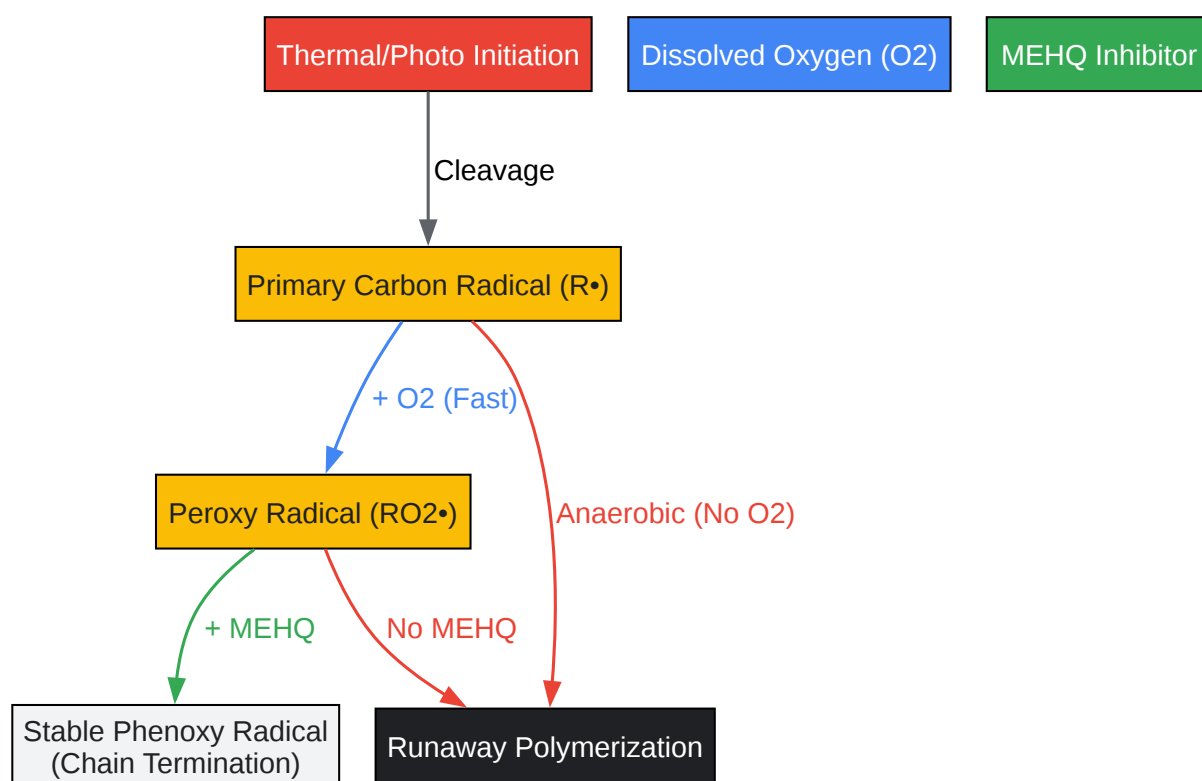 Thermal/Photo Initiation
Dissolved Oxygen (O2)
MEHQ Inhibitor
Cleavage
Primary Carbon Radical (R•)
+ O2 (Fast)
Peroxy Radical (RO2•)
Anaerobic (No O2)
+ MEHQ
No MEHQ
Stable Phenoxy Radical
(Chain Termination)
Runaway Polymerization